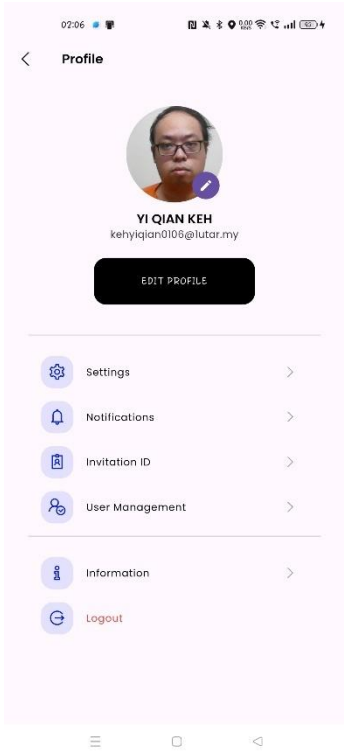 02:06
Profile
YI QIAN KEH
kehyiqian0106@1utar.my
EDIT PROFILE
Settings
Notifications
Invitation ID
User Management
Information
Logout